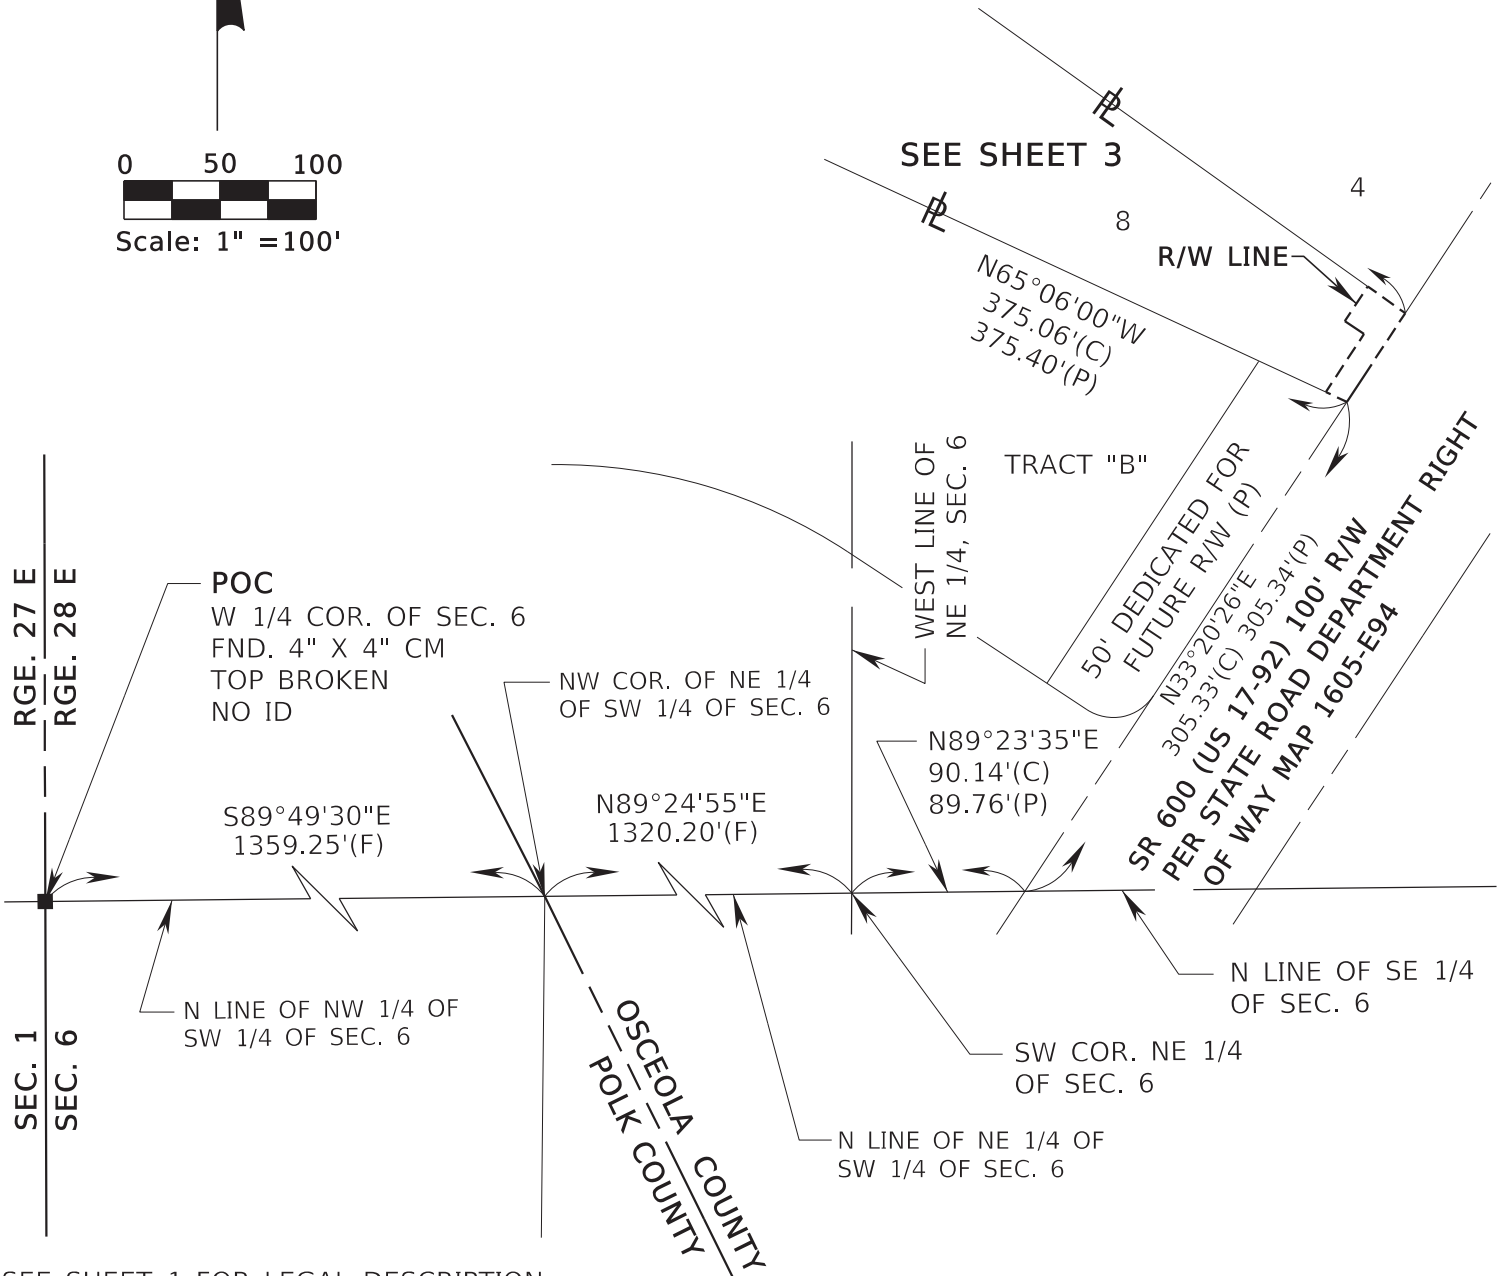 0 50 100
Scale: 1" =100'
SEE SHEET 3
4
8
R/W LINE
N65°06'00"W
375.06'(C)
375.40'(P)
TRACT "B"
WEST LINE OF
NE 1/4, SEC. 6
50' DEDICATED FOR
FUTURE R/W (P)
N33°20'26"E
305.33'(C) 305.34'(P)
SR 600 (US 17-92) 100' R/W
PER STATE ROAD DEPARTMENT RIGHT
OF WAY MAP 1605-E94
RGE. 27 E
RGE. 28 E
POC
W 1/4 COR. OF SEC. 6
FND. 4" X 4" CM
TOP BROKEN
NO ID
NW COR. OF NE 1/4
OF SW 1/4 OF SEC. 6
N89°23'35"E
90.14'(C)
89.76'(P)
S89°49'30"E
1359.25'(F)
N89°24'55"E
1320.20'(F)
N LINE OF NW 1/4 OF
SW 1/4 OF SEC. 6
N LINE OF SE 1/4
OF SEC. 6
SW COR. NE 1/4
OF SEC. 6
N LINE OF NE 1/4 OF
SW 1/4 OF SEC. 6
SEC. 1
SEC. 6
OSCEOLA COUNTY
POLK COUNTY
SEE SHEET 1 FOR LEGAL DESCRIPTION